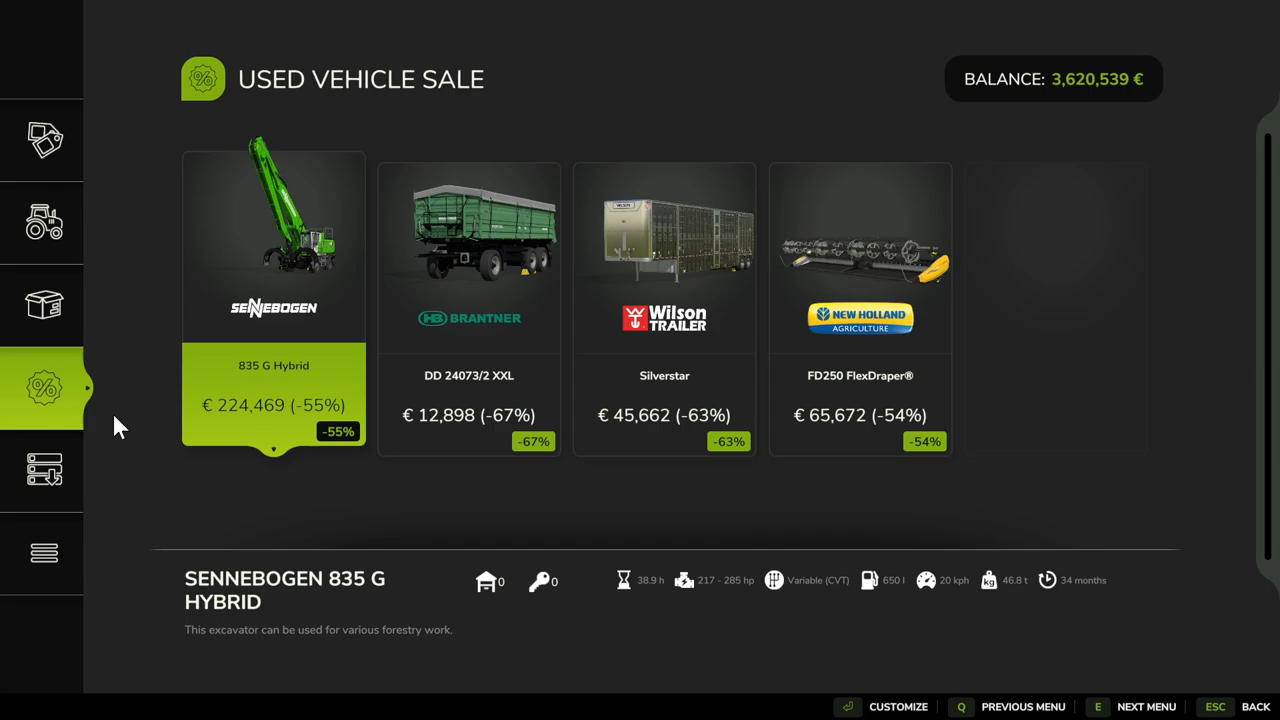 USED VEHICLE SALE
BALANCE: 3,620,539 €
SENNEBOGEN
BRANTNER
WILSON
Wilson
TRAILER
NEW HOLLAND
AGRICULTURE
835 G Hybrid
€ 224,469 (-55%)
-55%
DD 24073/2 XXL
€ 12,898 (-67%)
-67%
Silverstar
€ 45,662 (-63%)
-63%
FD250 FlexDraper®
€ 65,672 (-54%)
-54%
SENNEBOGEN 835 G
HYBRID
0 0 38.9 h 217 - 285 hp Variable (CVT) 650 l 20 kph kg 46.8 t 34 months
This excavator can be used for various forestry work.
⏎ CUSTOMIZE Q PREVIOUS MENU E NEXT MENU ESC BACK